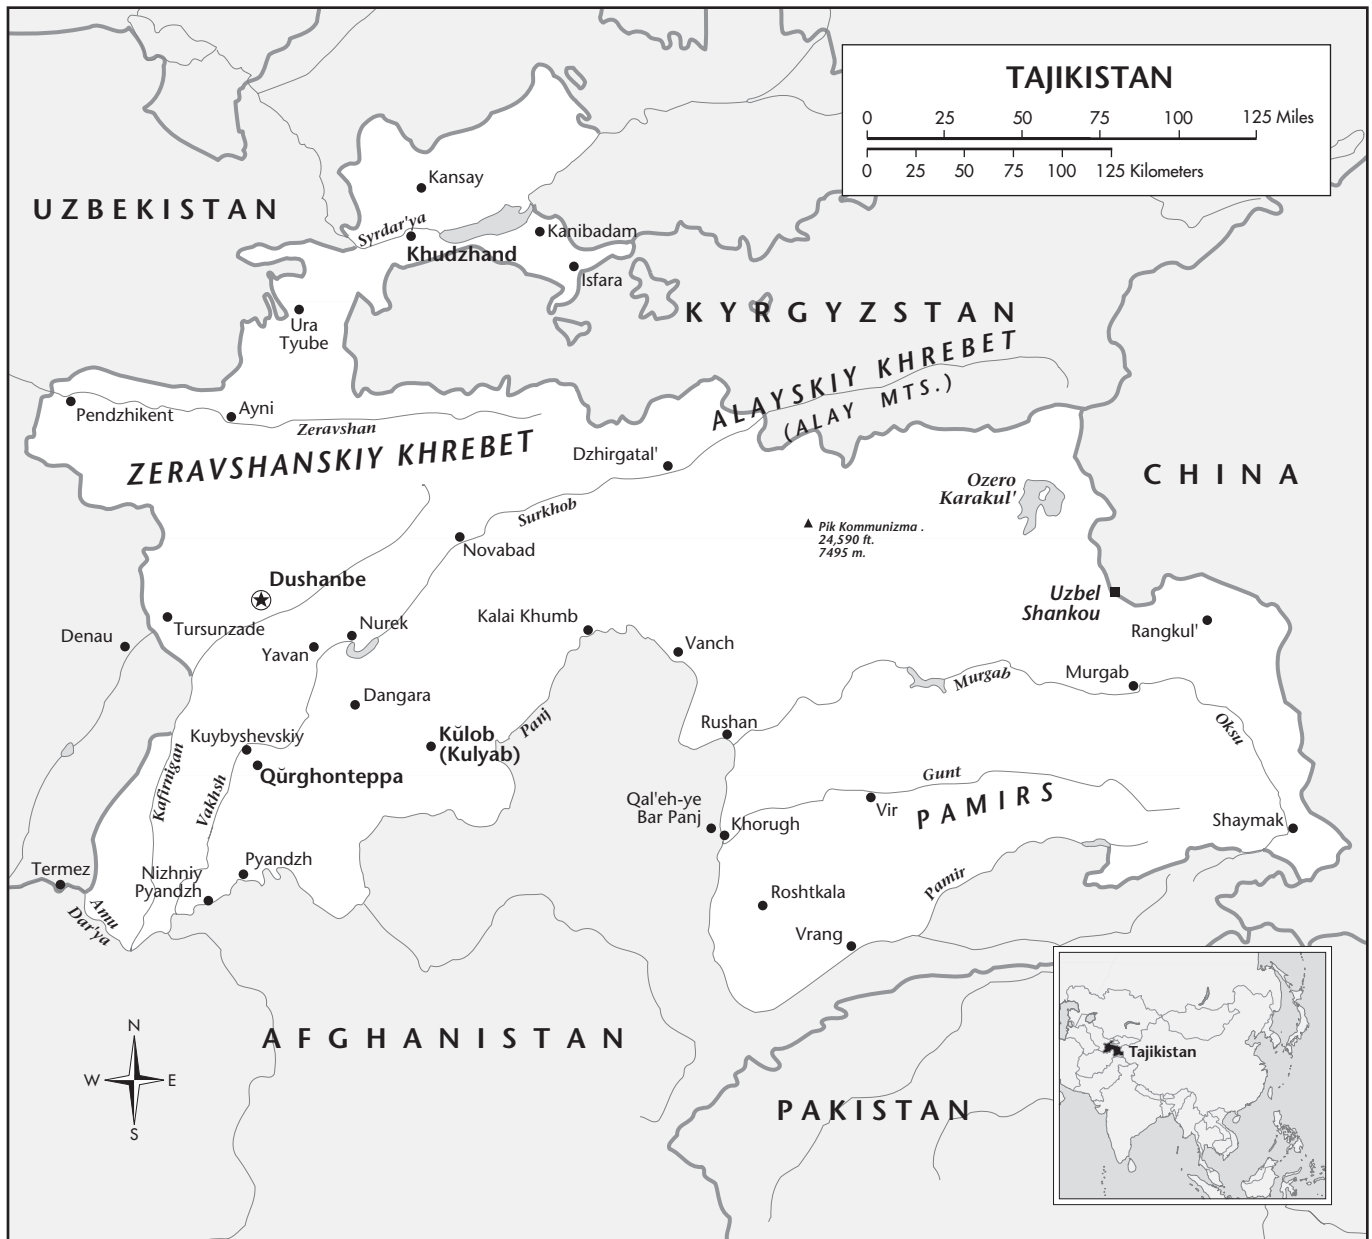 TAJIKISTAN
0 25 50 75 100 125 Miles
0 25 50 75 100 125 Kilometers
UZBEKISTAN
Kansay
Syrdar'ya
Khudzhand
Kanibadam
Isfara
Ura
Tyube
KYRGYZSTAN
ALAYSKIY KHREBET
(ALAY MTS.)
Pendzhikent
Ayni
Zeravshan
ZERAVSHANSKIY KHREBET
Dzhirgatal'
CHINA
Ozero
Karakul'
Surkhob
Pik Kommunizma .
24,590 ft.
7495 m.
Novabad
Dushanbe
Uzbel
Shankou
Rangkul'
Denau
Tursunzade
Nurek
Yavan
Kalai Khumb
Vanch
Murgab
Murgab
Dangara
Oksu
Rushan
Panj
Kŭlob
(Kulyab)
Kuybyshevskiy
Qŭrghonteppa
Kafirnigan
Vakhsh
Gunt
PAMIRS
Vir
Qal'eh-ye
Bar Panj
Khorugh
Shaymak
Termez
Nizhniy
Pyandzh
Pyandzh
Amu
Dar'ya
Roshtkala
Pamir
Vrang
AFGHANISTAN
N
W E
S
PAKISTAN
Tajikistan